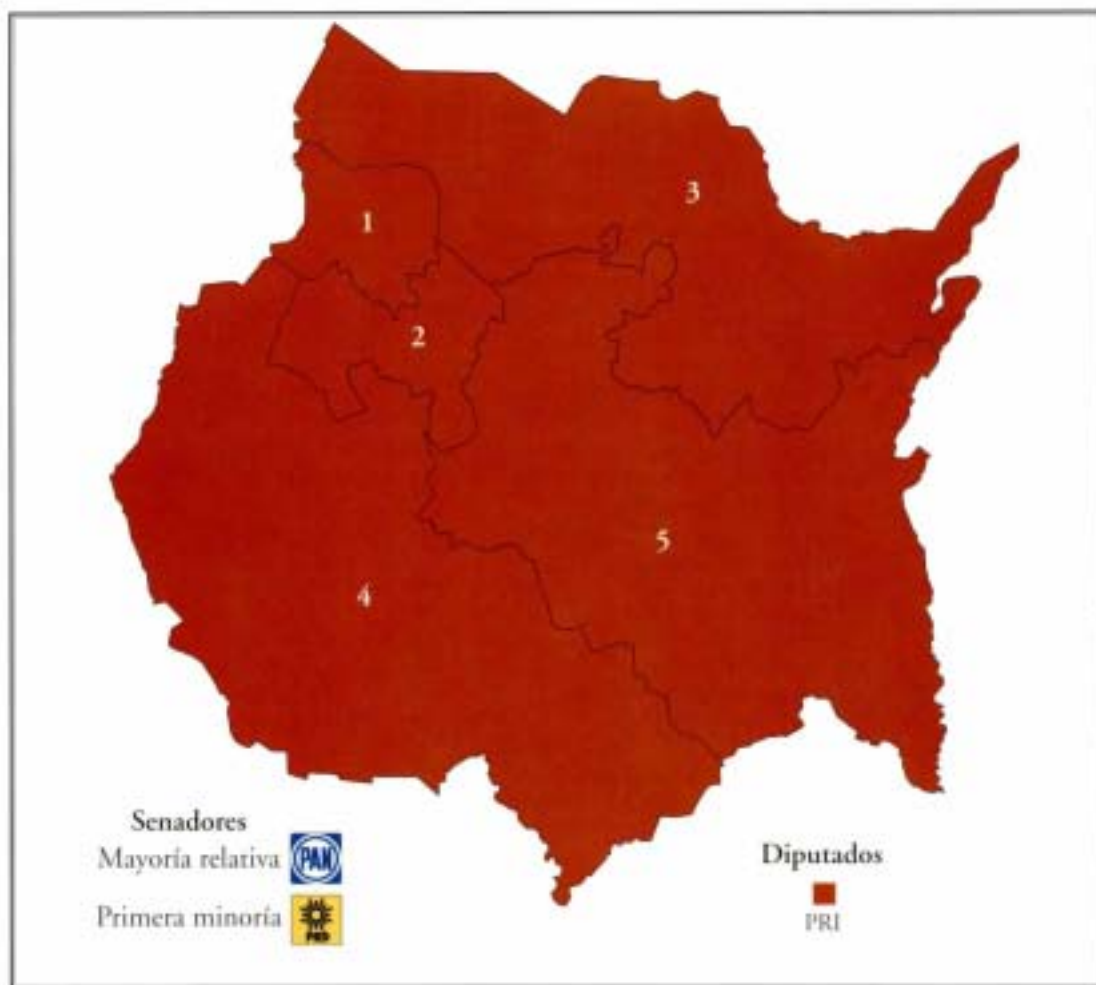 3
1
2
5
4
Senadores
Mayoría relativa PAN
Primera minoría PRD
Diputados
PRI